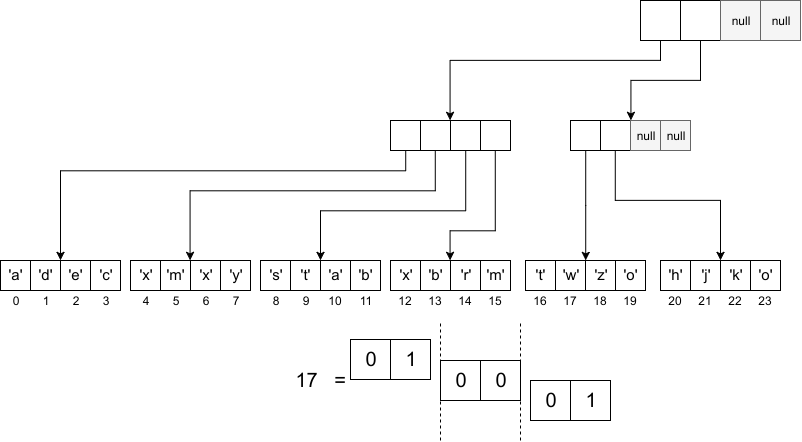 null null
null null
'a' 'd' 'e' 'c' 'x' 'm' 'x' 'y' 's' 't' 'a' 'b' 'x' 'b' 'r' 'm' 't' 'w' 'z' 'o' 'h' 'j' 'k' 'o'
0 1 2 3 4 5 6 7 8 9 10 11 12 13 14 15 16 17 18 19 20 21 22 23
17 = 0 1 0 0 0 1